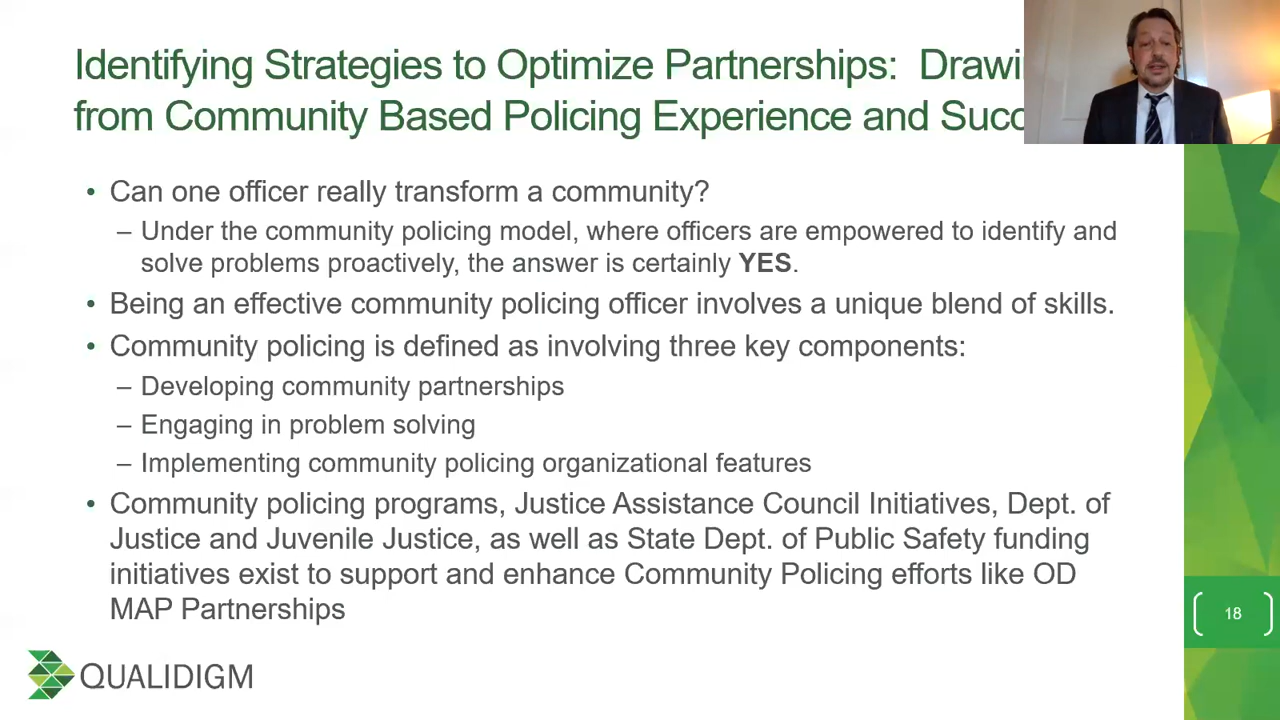 Identifying Strategies to Optimize Partnerships: 
from Community Based Policing Experience and
• Can one officer really transform a community?
– Under the community policing model, where officers are empowered to identify and
solve problems proactively, the answer is certainly YES.
• Being an effective community policing officer involves a unique blend of skills.
• Community policing is defined as involving three key components:
– Developing community partnerships
– Engaging in problem solving
– Implementing community policing organizational features
• Community policing programs, Justice Assistance Council Initiatives, Dept. of
Justice and Juvenile Justice, as well as State Dept. of Public Safety funding
initiatives exist to support and enhance Community Policing efforts like OD
MAP Partnerships
18
QUALIDIGM